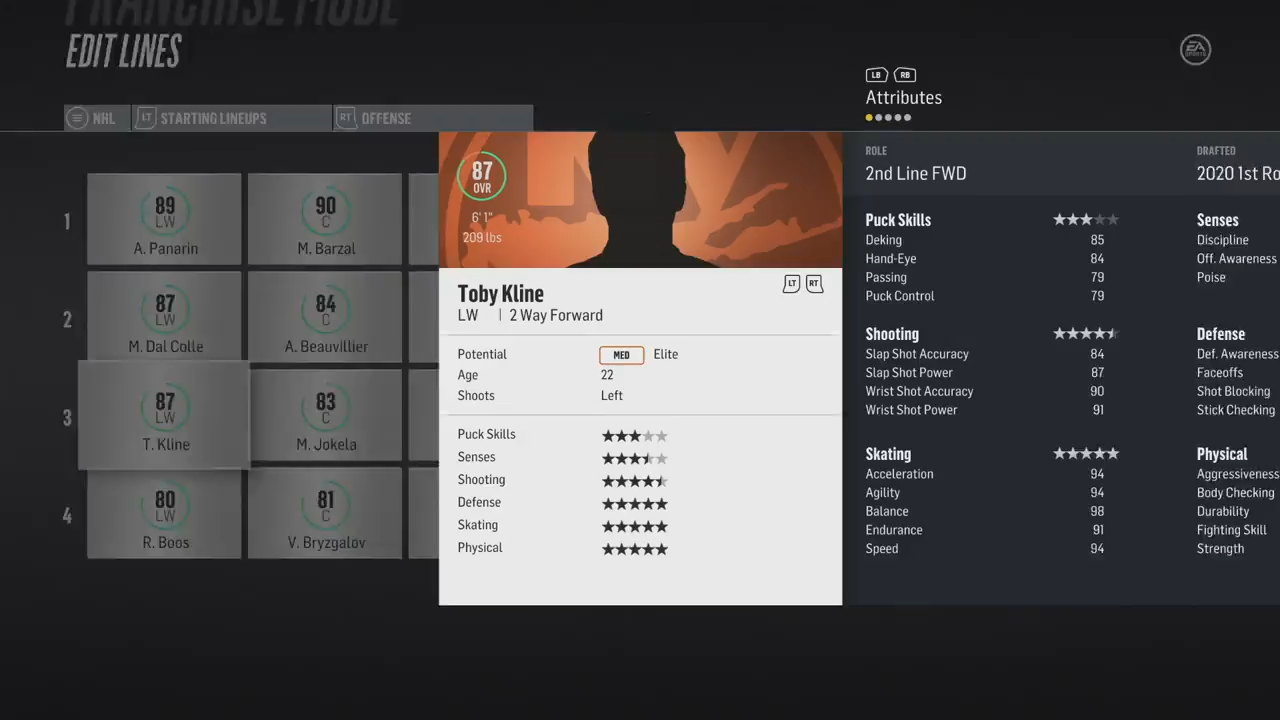 FRANCHISE MODE
EDIT LINES
EA
SPORTS
LB RB
Attributes
NHL LT STARTING LINEUPS RT OFFENSE
1
89
LW
A. Panarin
90
C
M. Barzal
2
87
LW
M. Dal Colle
84
C
A. Beauvillier
3
87
LW
T. Kline
83
C
M. Jokela
4
80
LW
R. Boos
81
C
V. Bryzgalov
NY
87
OVR
6' 1"
209 lbs
Toby Kline
LT RT
LW | 2 Way Forward
Potential MED Elite
Age 22
Shoots Left
Puck Skills
Senses
Shooting
Defense
Skating
Physical
ROLE
2nd Line FWD
DRAFTED
2020 1st Ro
Puck Skills
Deking 85
Hand-Eye 84
Passing 79
Puck Control 79
Senses
Discipline
Off. Awareness
Poise
Shooting
Slap Shot Accuracy 84
Slap Shot Power 87
Wrist Shot Accuracy 90
Wrist Shot Power 91
Defense
Def. Awareness
Faceoffs
Shot Blocking
Stick Checking
Skating
Acceleration 94
Agility 94
Balance 98
Endurance 91
Speed 94
Physical
Aggressiveness
Body Checking
Durability
Fighting Skill
Strength